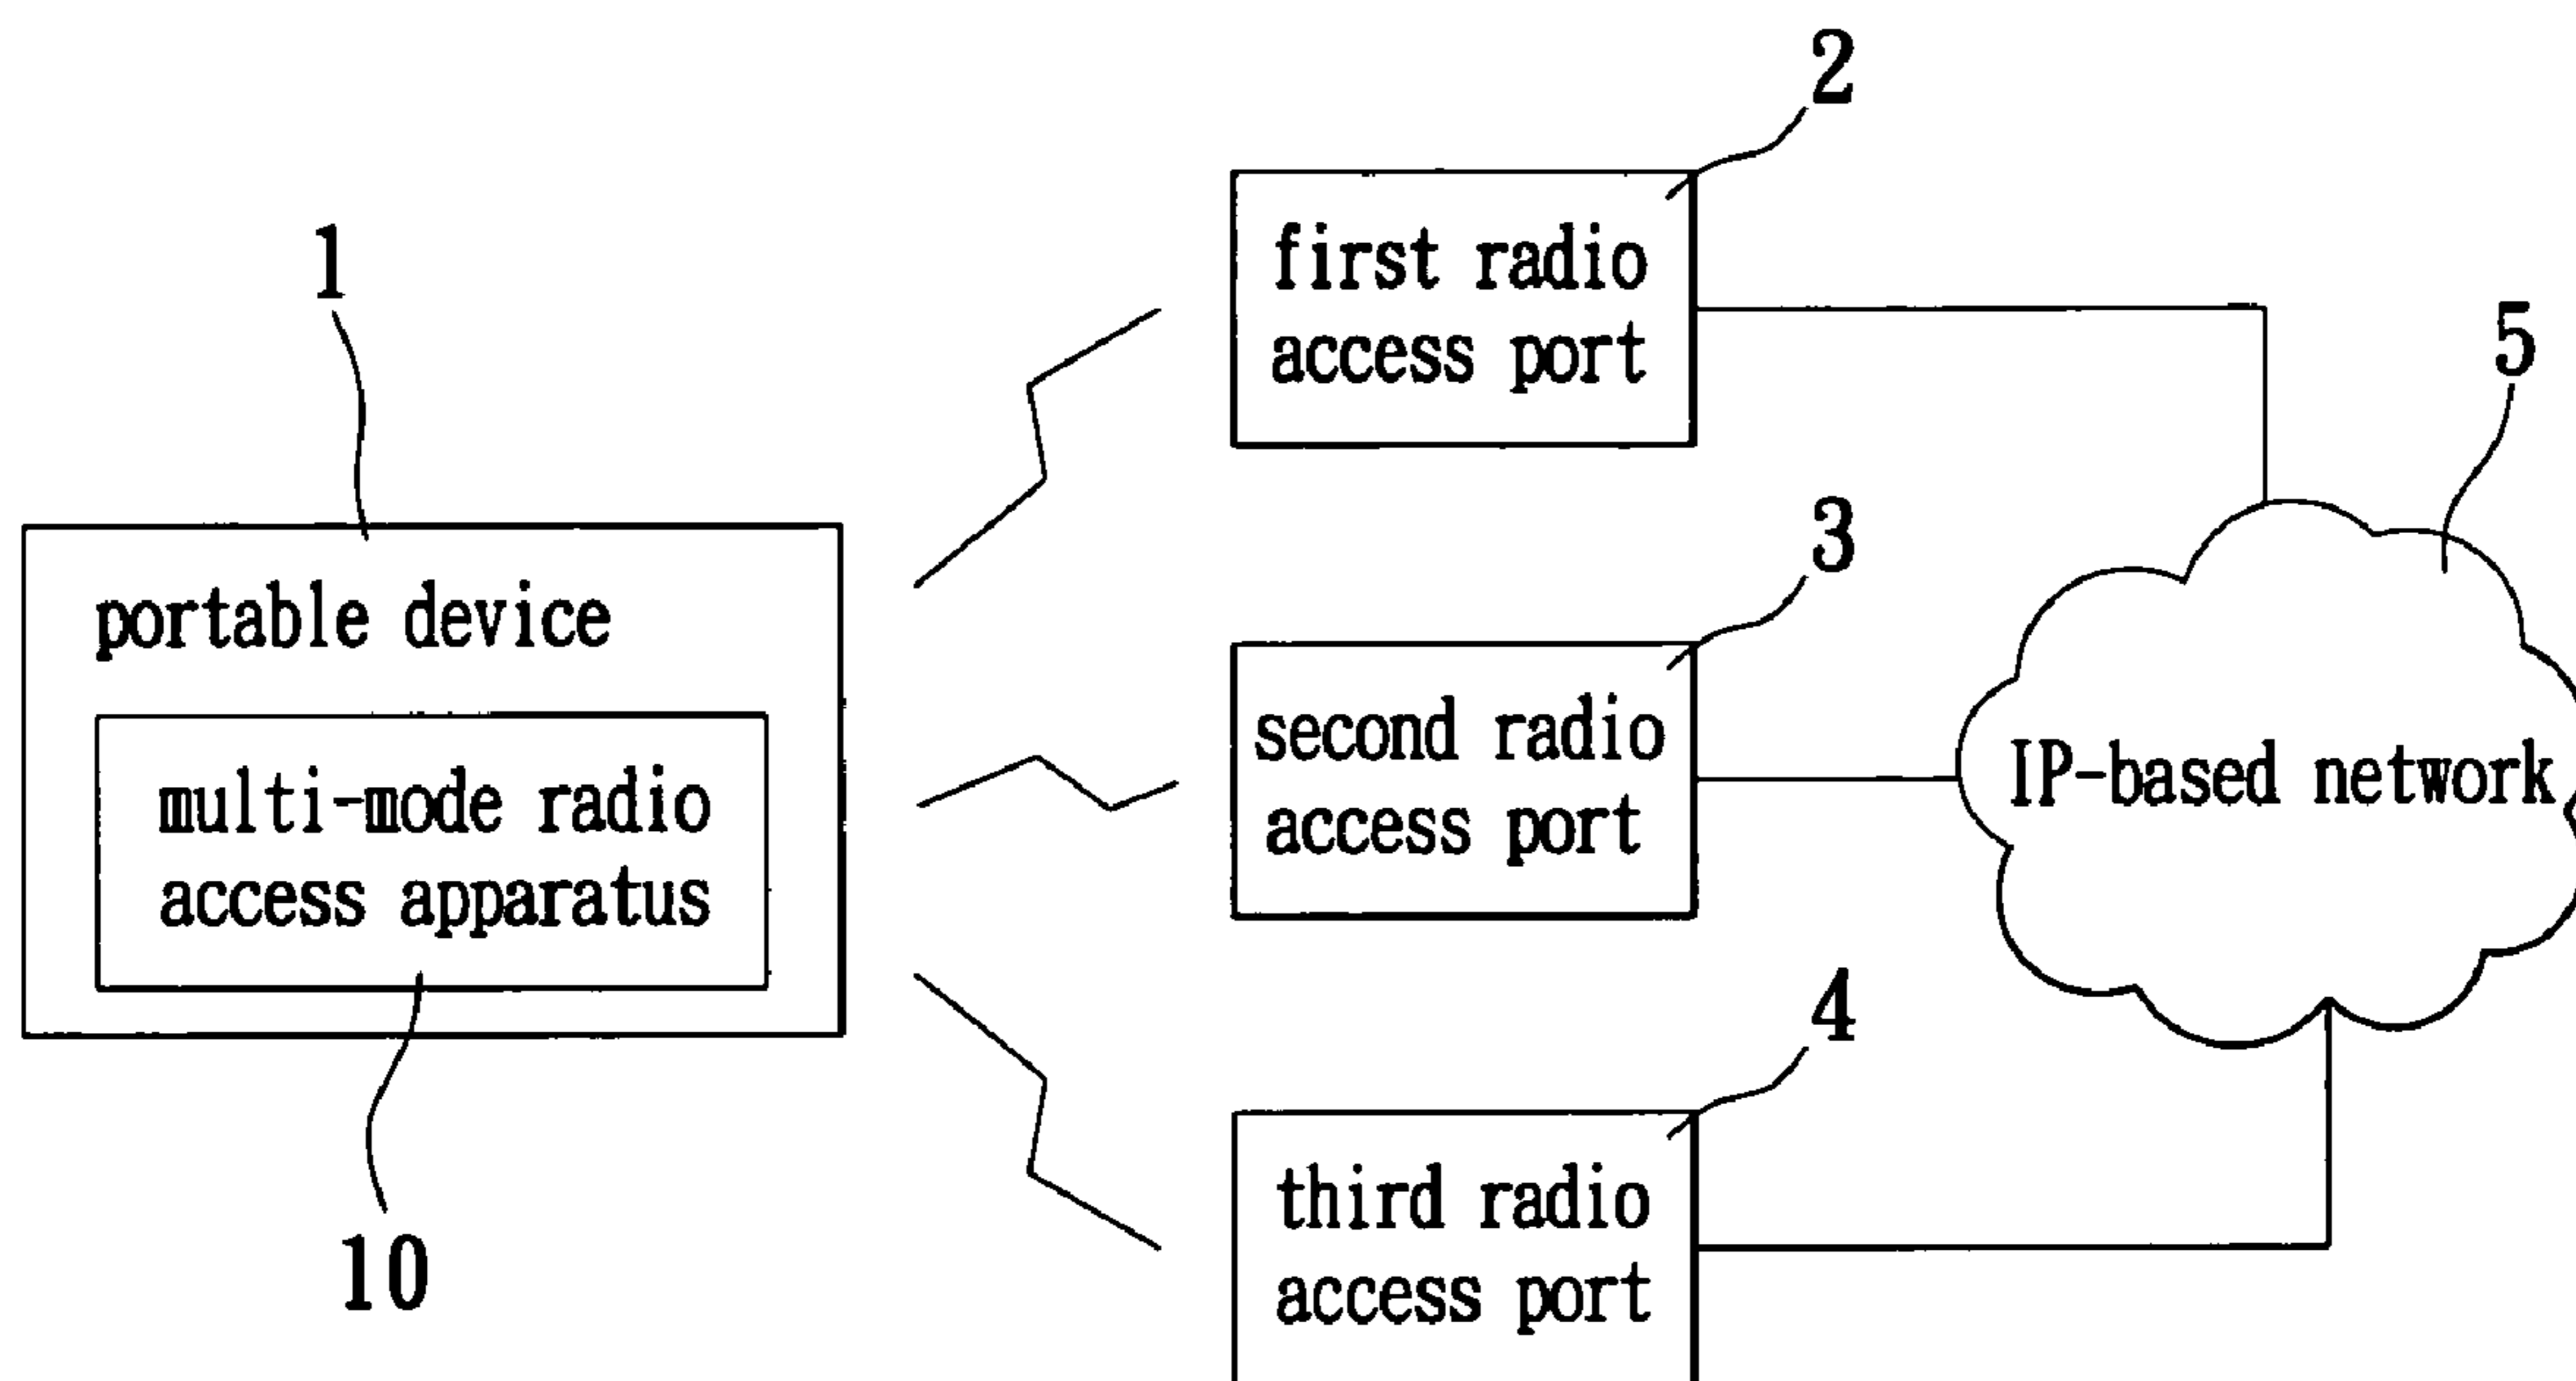 1
portable device
multi-mode radio
access apparatus
10
2
first radio
access port
3
second radio
access port
4
third radio
access port
5
IP-based network